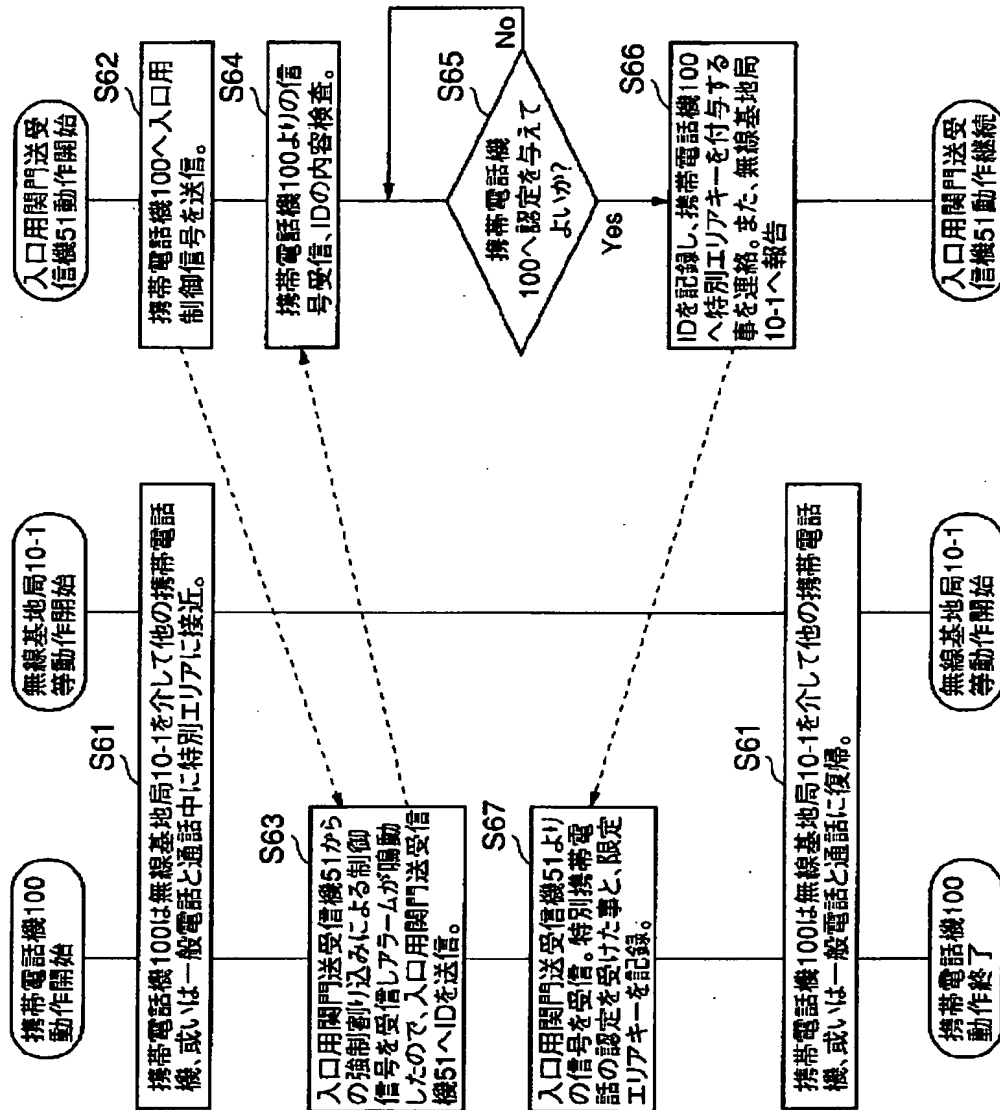 携帯電話機100
動作開始
無線基地局10-1
等動作開始
入口用関門送受
信機51動作開始
S61
携帯電話機100は無線基地局10-1を介して他の携帯電話
機、或いは一般電話と通話中に特別エリアに接近。
S62
携帯電話機100へ入口用
制御信号を送信。
S63
入口用関門送受信機51から
の強制割り込みによる制御
信号を受信しアラームが鳴動
したので、入口用関門送受信
機51へIDを送信。
S64
携帯電話機100よりの信
号受信、IDの内容検査。
S65
携帯電話機
100へ認定を与えて
よいか?
No
Yes
S66
IDを記録し、携帯電話機100
へ特別エリアキーを付与する
事を連絡。また、無線基地局
10-1へ報告
S67
入口用関門送受信機51より
の信号を受信。特別携帯電
話の認定を受けた事と、限定
エリアキーを記録。
S61
携帯電話機100は無線基地局10-1を介して他の携帯電話
機、或いは一般電話と通話に復帰。
携帯電話機100
動作終了
無線基地局10-1
等動作開始
入口用関門送受
信機51動作継続